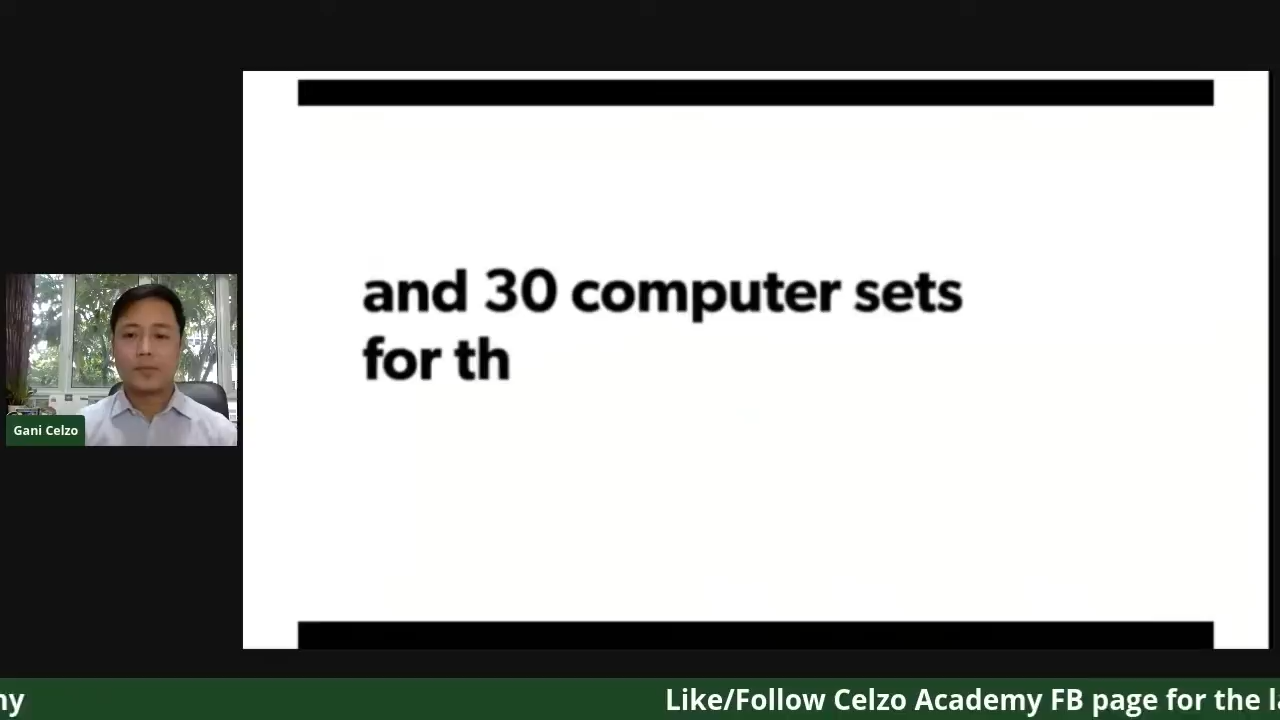 and 30 computer sets
for th
Gani Celzo
ny
Like/Follow Celzo Academy FB page for the la